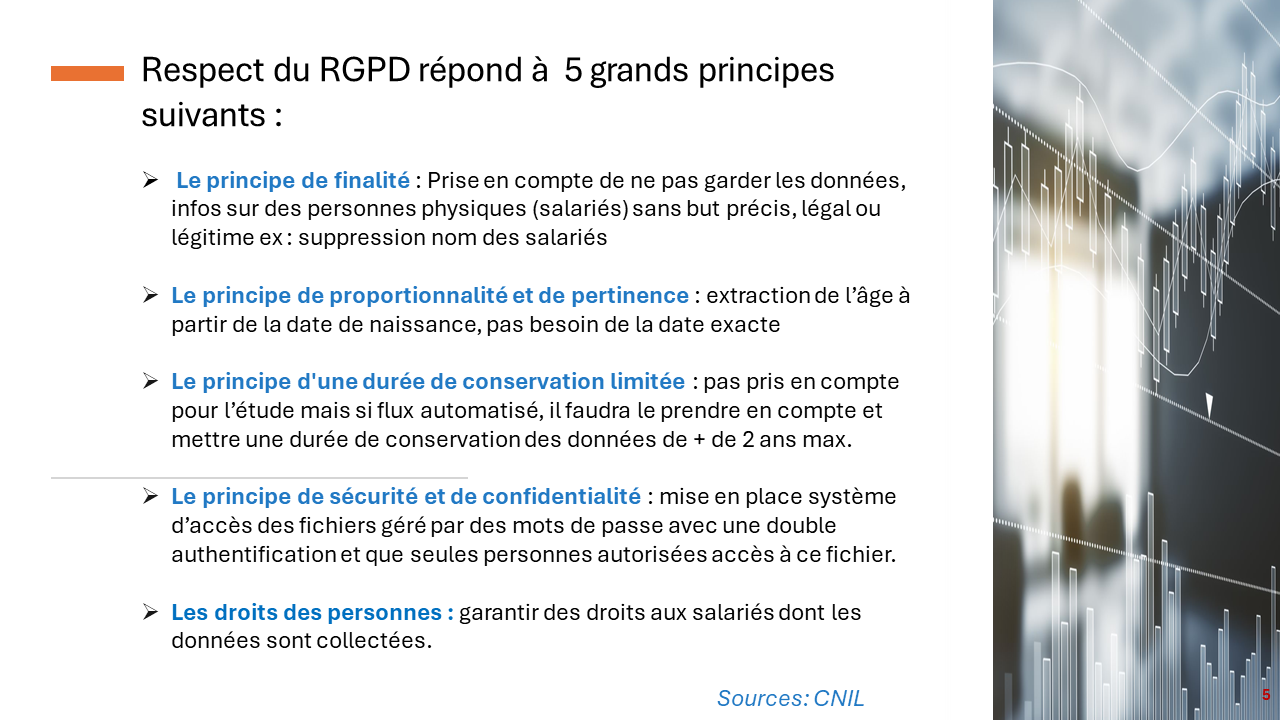 Respect du RGPD répond à 5 grands principes
suivants :
➢ Le principe de finalité : Prise en compte de ne pas garder les données,
infos sur des personnes physiques (salariés) sans but précis, légal ou
légitime ex : suppression nom des salariés
➢ Le principe de proportionnalité et de pertinence : extraction de l’âge à
partir de la date de naissance, pas besoin de la date exacte
➢ Le principe d'une durée de conservation limitée : pas pris en compte
pour l’étude mais si flux automatisé, il faudra le prendre en compte et
mettre une durée de conservation des données de + de 2 ans max.
➢ Le principe de sécurité et de confidentialité : mise en place système
d’accès des fichiers géré par des mots de passe avec une double
authentification et que seules personnes autorisées accès à ce fichier.
➢ Les droits des personnes : garantir des droits aux salariés dont les
données sont collectées.
Sources: CNIL
5